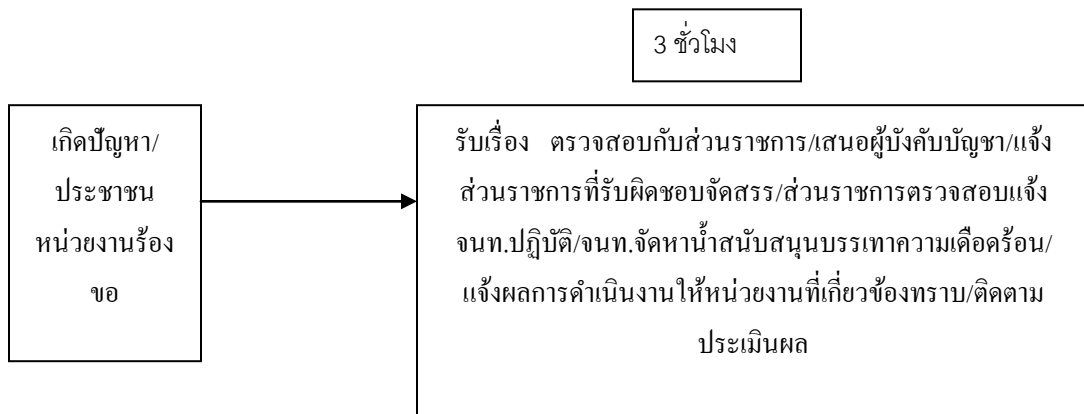 3 ชั่วโมง
เกิดปัญหา/
ประชาชน
หน่วยงานร้อง
ขอ
รับเรื่อง ตรวจสอบกับส่วนราชการ/เสนอผู้บังคับบัญชา/แจ้ง
ส่วนราชการที่รับผิดชอบจัดสรร/ส่วนราชการตรวจสอบแจ้ง
จนท.ปฏิบัติ/จนท.จัดหาน้ำสนับสนุนบรรเทาความเดือดร้อน/
แจ้งผลการดำเนินงานให้หน่วยงานที่เกี่ยวข้องทราบ/ติดตาม
ประเมินผล